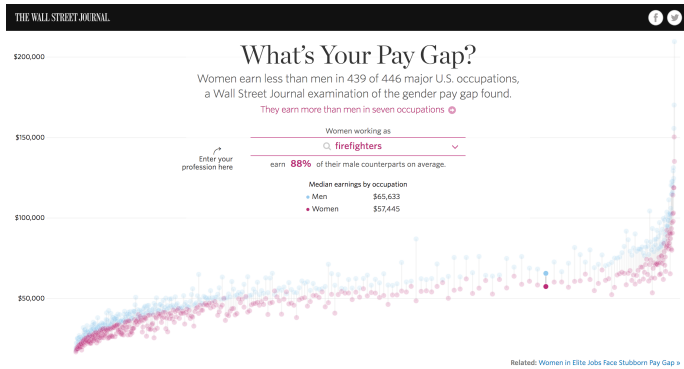 THE WALL STREET JOURNAL.
What's Your Pay Gap?
Women earn less than men in 439 of 446 major U.S. occupations,
a Wall Street Journal examination of the gender pay gap found.
They earn more than men in seven occupations
Women working as
firefighters
Enter your
profession here
earn 88% of their male counterparts on average.
Median earnings by occupation
Men $65,633
Women $57,445
$200,000
$150,000
$100,000
$50,000
Related: Women in Elite Jobs Face Stubborn Pay Gap »